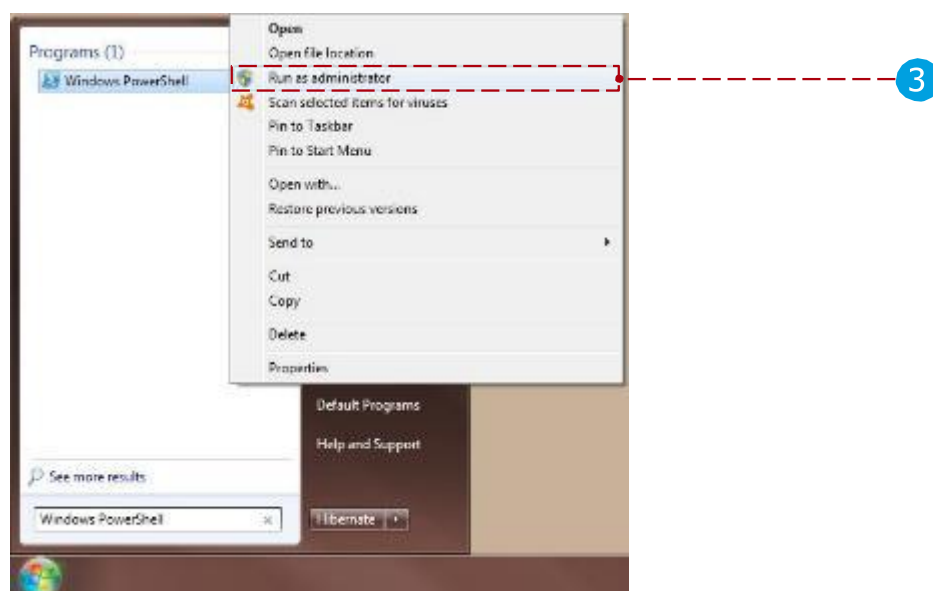 Programs (1)
Windows PowerShell
Open
Open file location
Run as administrator
Scan selected items for viruses
Pin to Taskbar
Pin to Start Menu
Open with...
Restore previous versions
Send to
Cut
Copy
Delete
Properties
3
Default Programs
Help and Support
See more results
Windows PowerShell
Hibernate